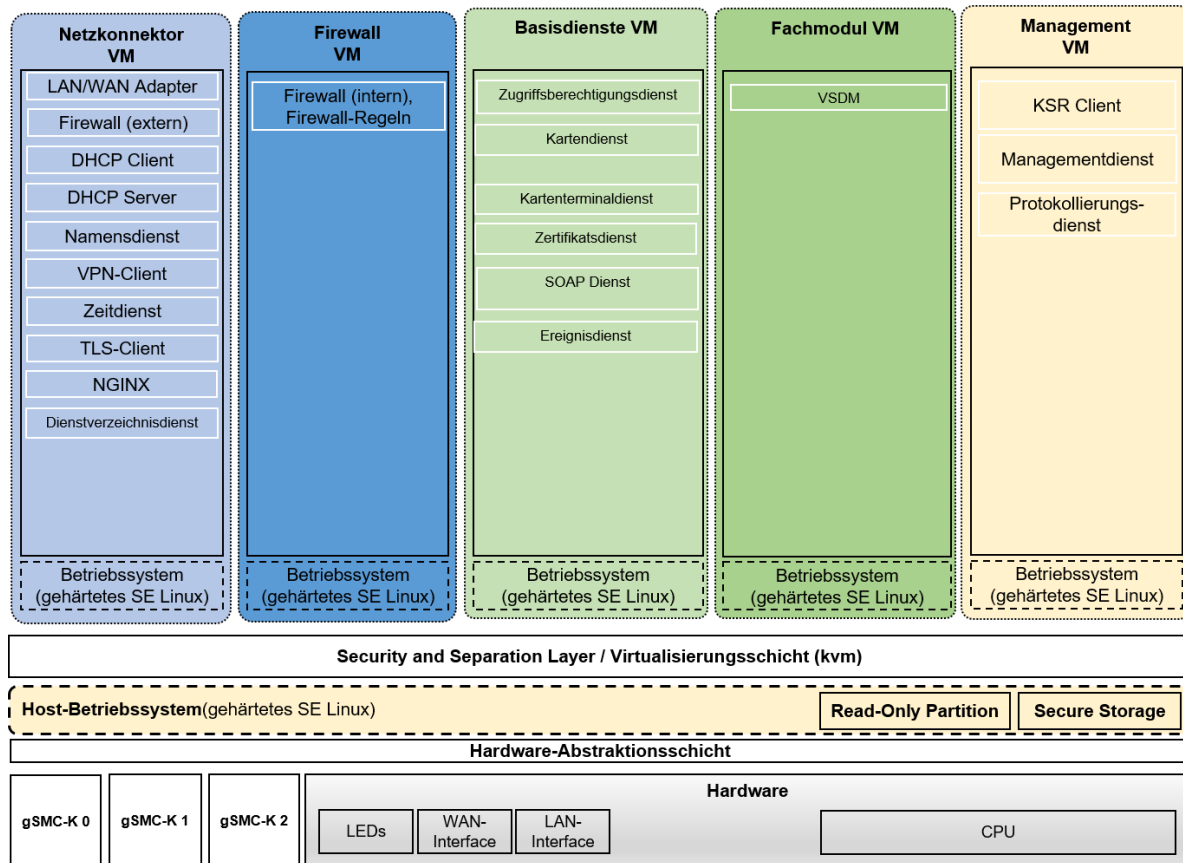 Netzkonnektor
VM
LAN/WAN Adapter
Firewall (extern)
DHCP Client
DHCP Server
Namensdienst
VPN-Client
Zeitdienst
TLS-Client
NGINX
Dienstverzeichnisdienst
Betriebssystem
(gehärtetes SE Linux)
Firewall
VM
Firewall (intern),
Firewall-Regeln
Betriebssystem
(gehärtetes SE Linux)
Basisdienste VM
Zugriffsberechtigungsdienst
Kartendienst
Kartenterminaldienst
Zertifikatsdienst
SOAP Dienst
Ereignisdienst
Betriebssystem
(gehärtetes SE Linux)
Fachmodul VM
VSDM
Betriebssystem
(gehärtetes SE Linux)
Management
VM
KSR Client
Managementdienst
Protokollierungs-
dienst
Betriebssystem
(gehärtetes SE Linux)
Security and Separation Layer / Virtualisierungsschicht (kvm)
Host-Betriebssystem(gehärtetes SE Linux)
Read-Only Partition
Secure Storage
Hardware-Abstraktionsschicht
gSMC-K 0
gSMC-K 1
gSMC-K 2
Hardware
LEDs
WAN-
Interface
LAN-
Interface
CPU